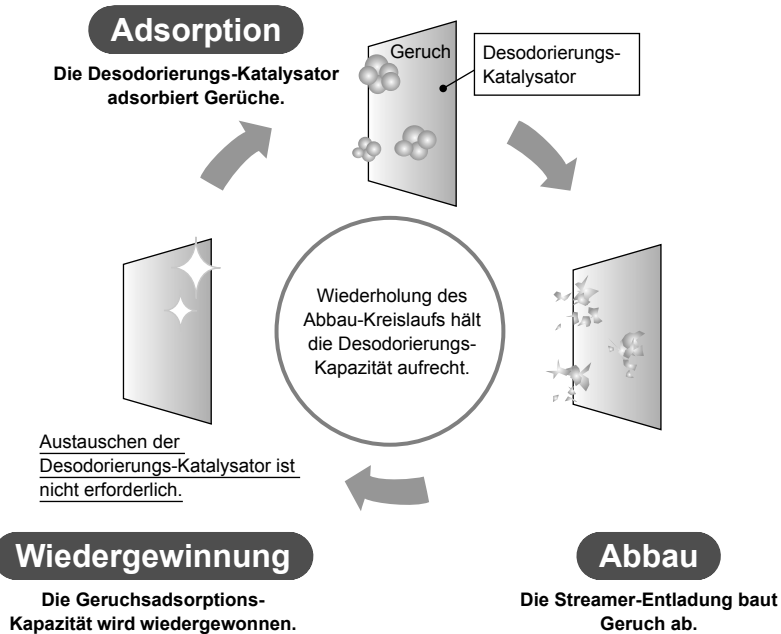 Adsorption
Die Desodorierungs-Katalysator
adsorbiert Gerüche.
Geruch
Desodorierungs-
Katalysator
Wiederholung des
Abbau-Kreislaufs hält
die Desodorierungs-
Kapazität aufrecht.
Austauschen der
Desodorierungs-Katalysator ist
nicht erforderlich.
Wiedergewinnung
Die Geruchsadsorptions-
Kapazität wird wiedergewonnen.
Abbau
Die Streamer-Entladung baut
Geruch ab.